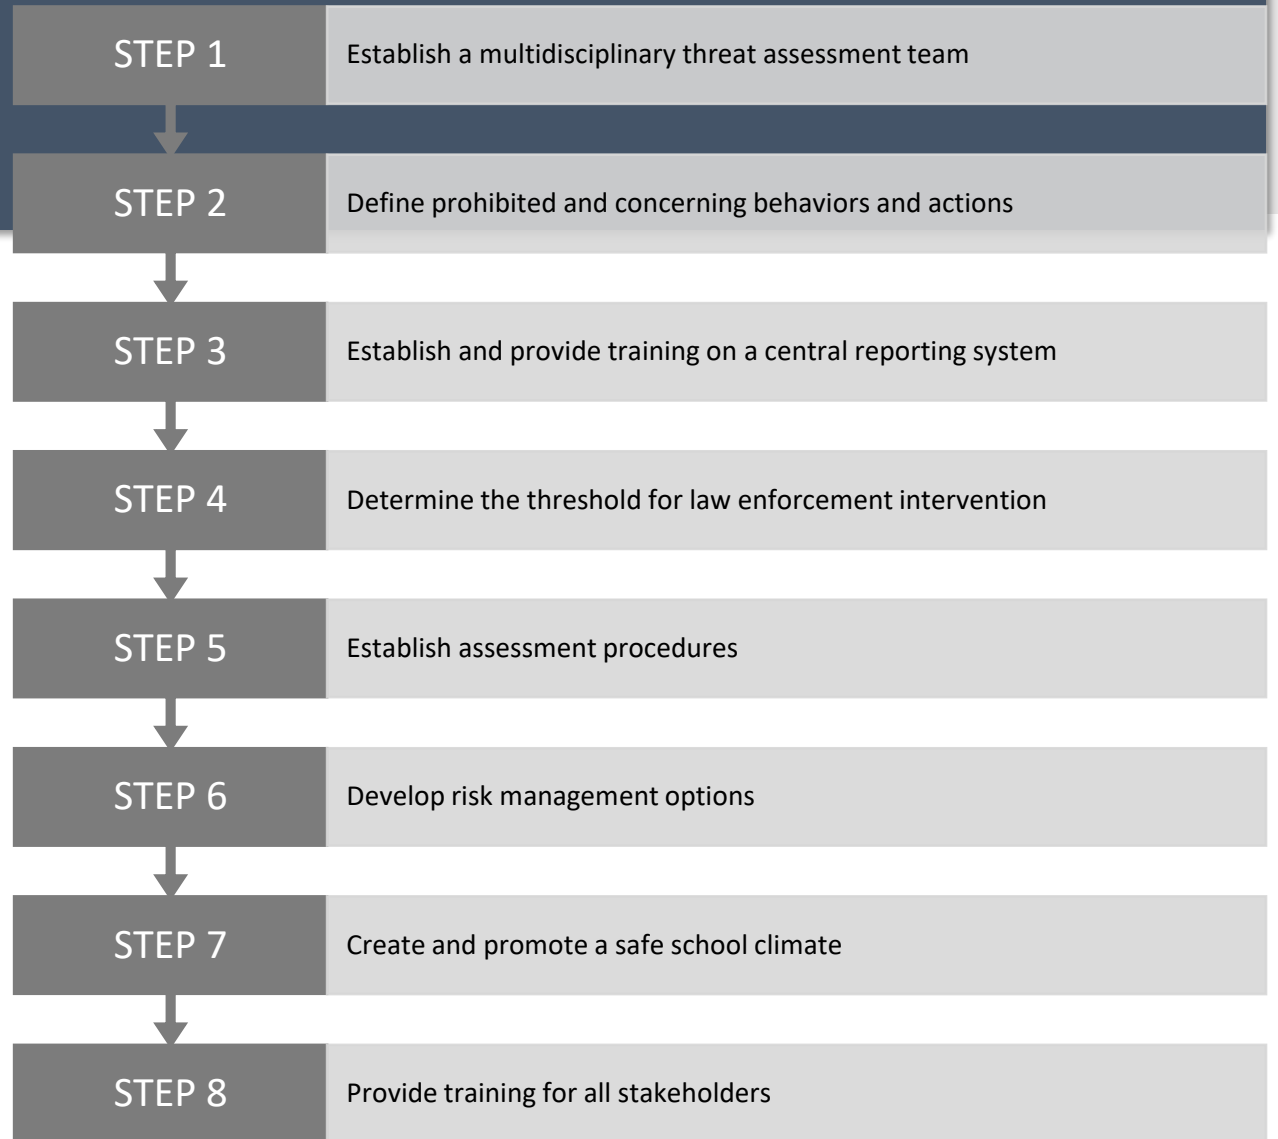 STEP 1
Establish a multidisciplinary threat assessment team
STEP 2
Define prohibited and concerning behaviors and actions
STEP 3
Establish and provide training on a central reporting system
STEP 4
Determine the threshold for law enforcement intervention
STEP 5
Establish assessment procedures
STEP 6
Develop risk management options
STEP 7
Create and promote a safe school climate
STEP 8
Provide training for all stakeholders